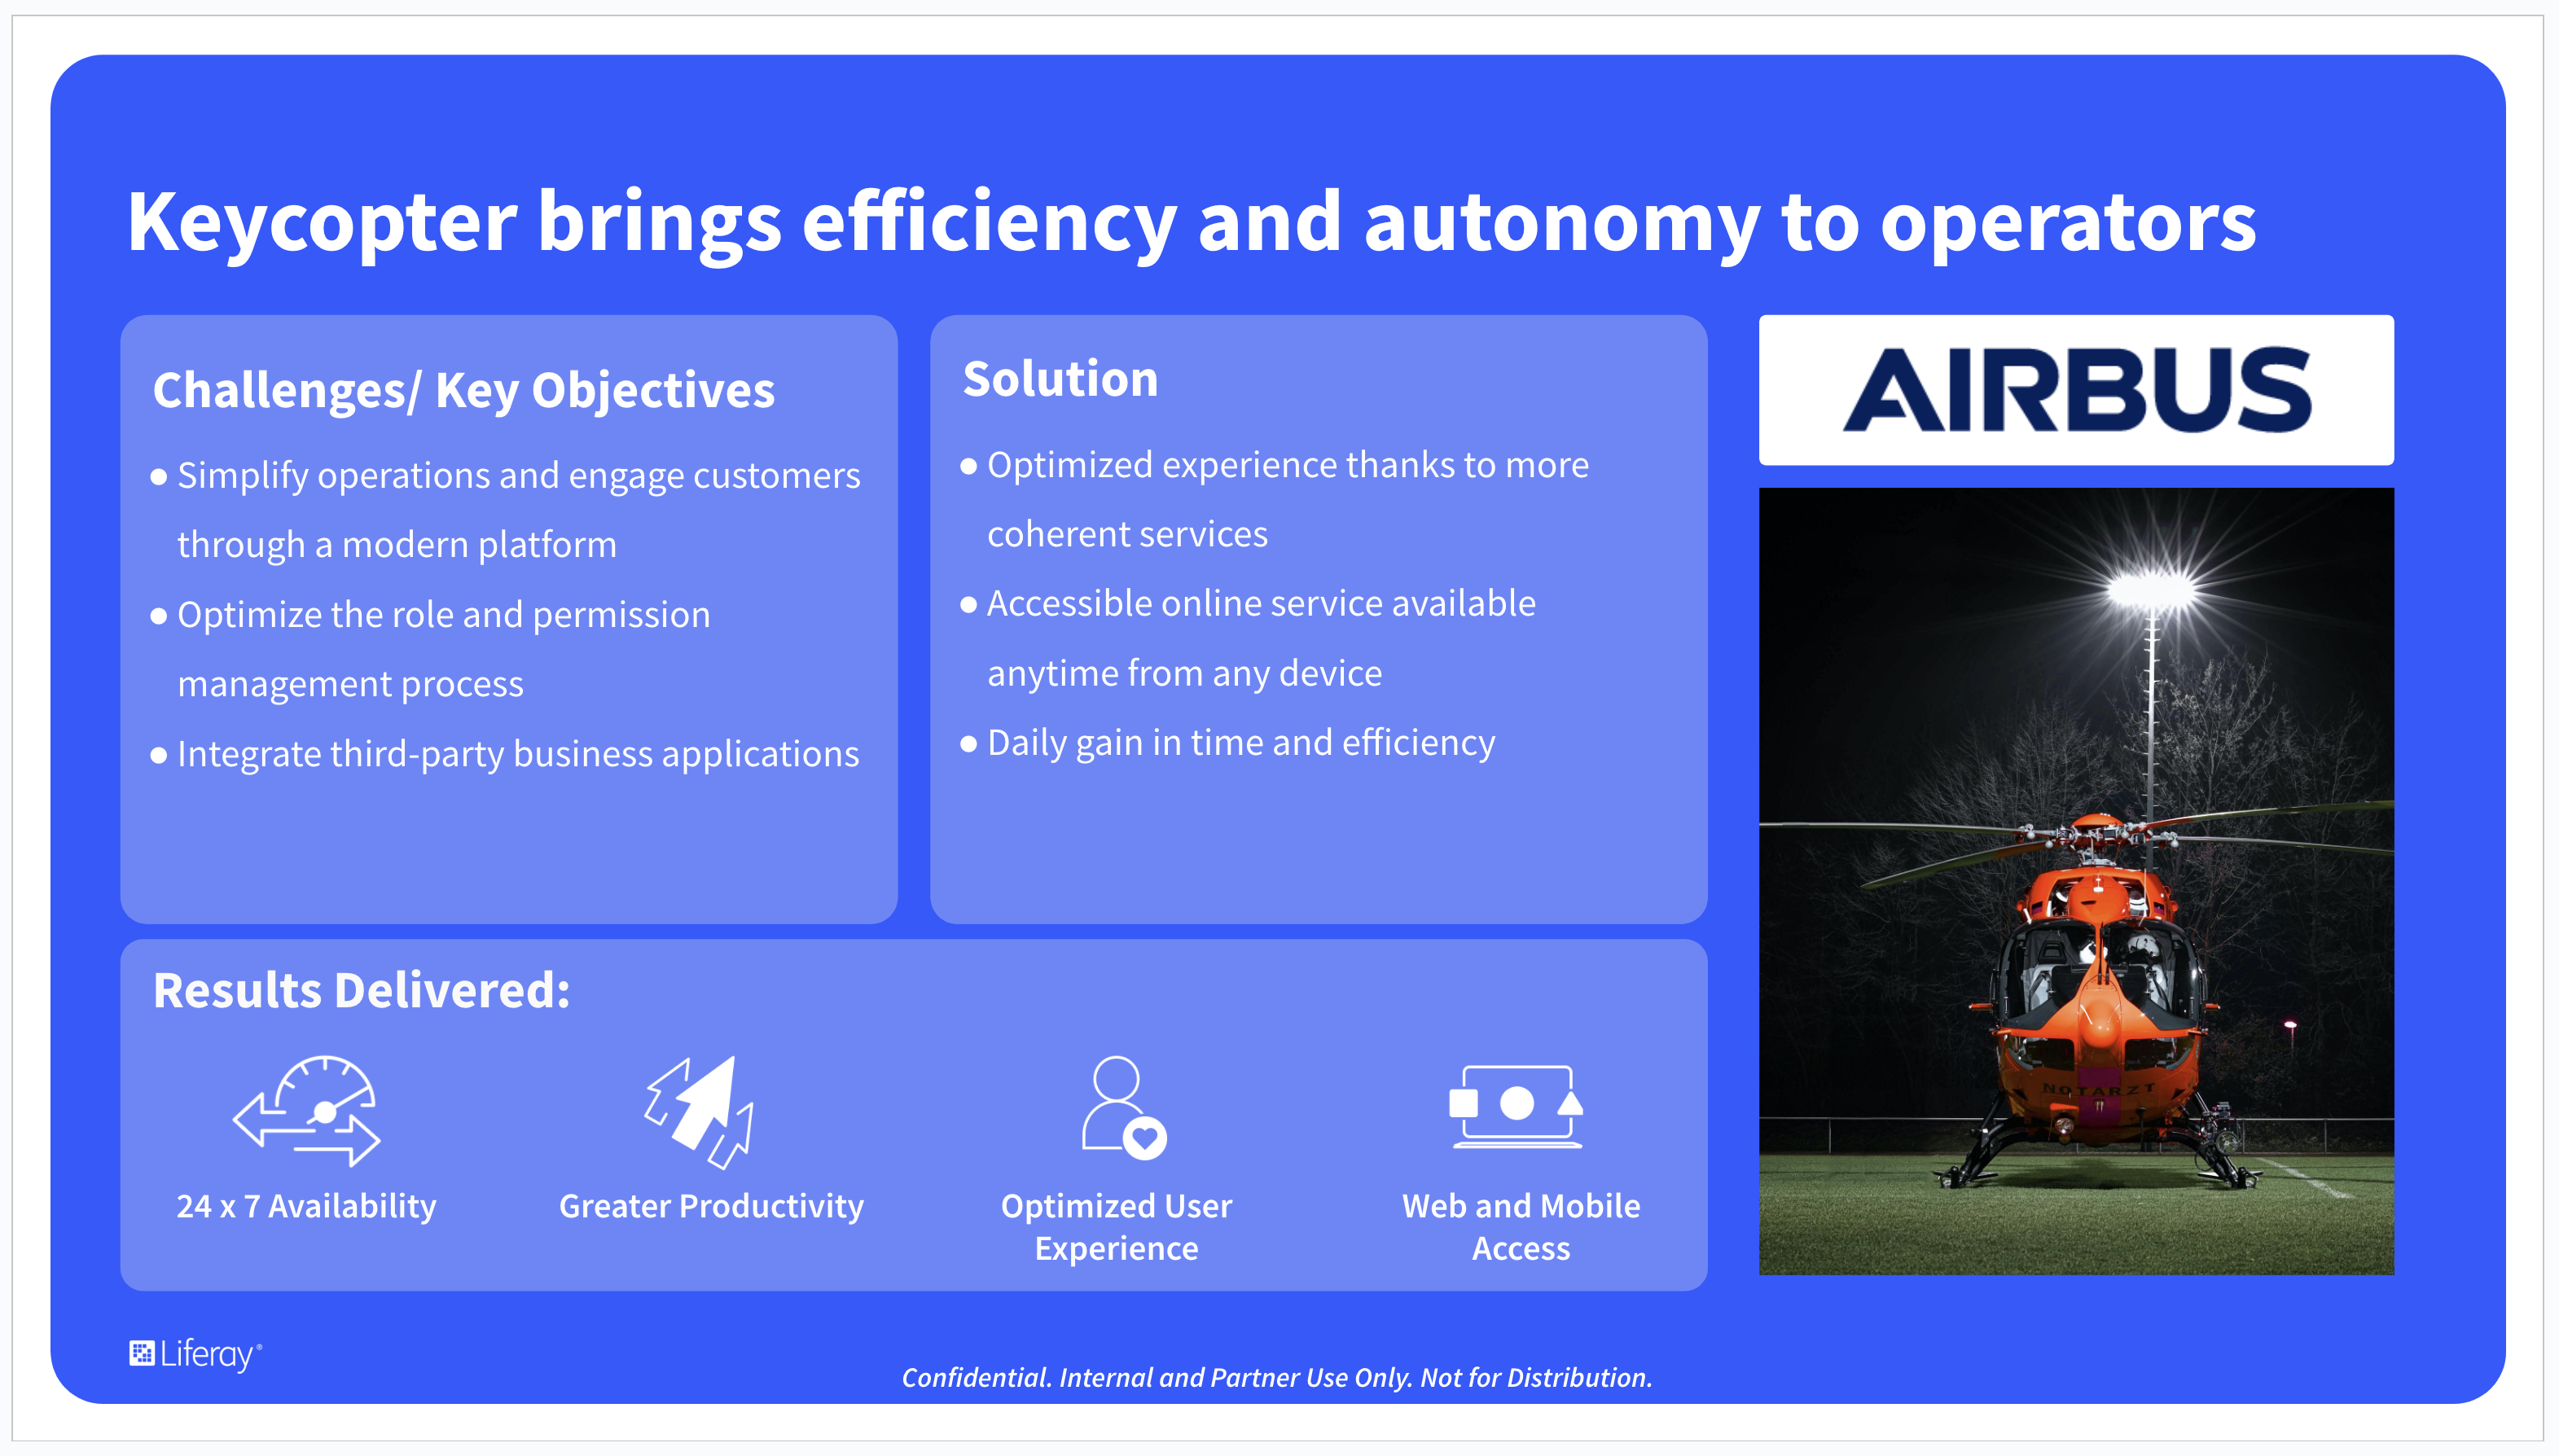 Keycopter brings efficiency and autonomy to operators
Challenges/ Key Objectives
● Simplify operations and engage customers
through a modern platform
● Optimize the role and permission
management process
● Integrate third-party business applications
Solution
● Optimized experience thanks to more
coherent services
● Accessible online service available
anytime from any device
● Daily gain in time and efficiency
AIRBUS
NOTARZT
Results Delivered:
24 x 7 Availability
Greater Productivity
Optimized User
Experience
Web and Mobile
Access
Liferay®
Confidential. Internal and Partner Use Only. Not for Distribution.